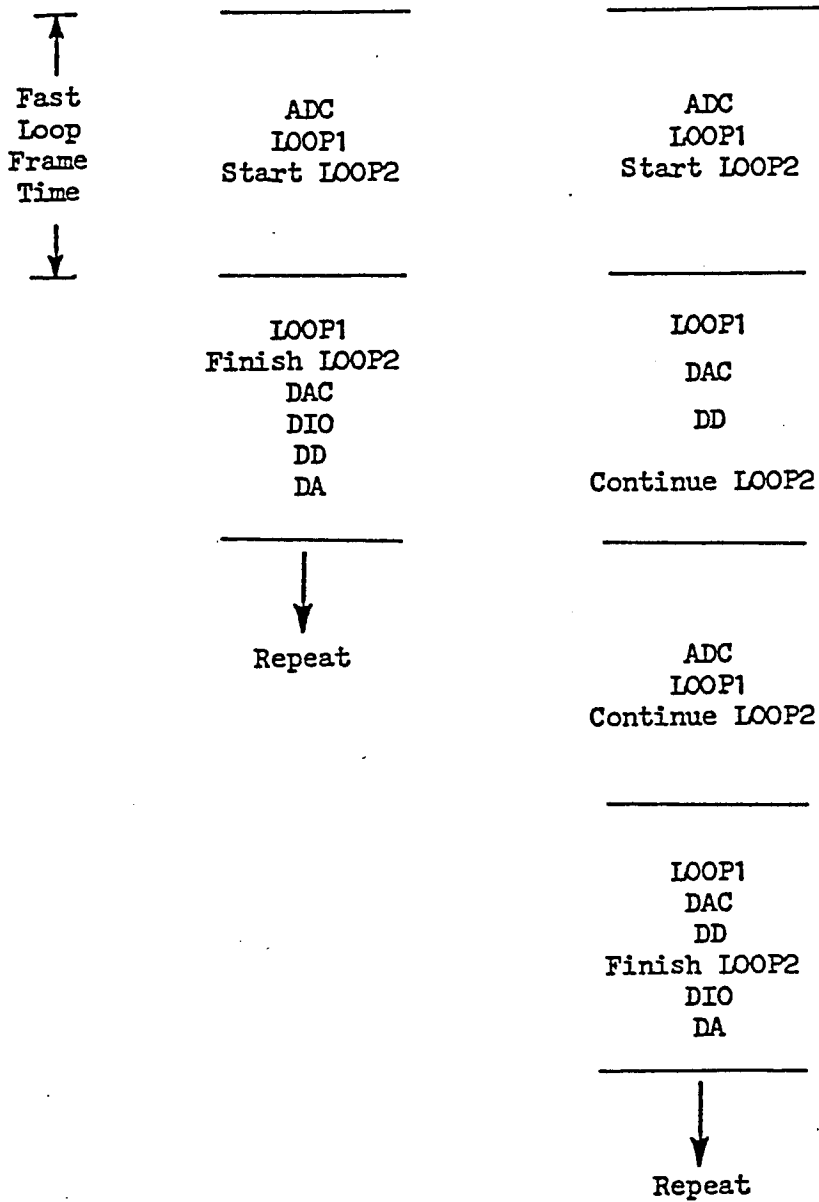 Fast
Loop
Frame
Time
ADC
LOOP1
Start LOOP2
LOOP1
Finish LOOP2
DAC
DIO
DD
DA
Repeat
ADC
LOOP1
Start LOOP2
LOOP1
DAC
DD
Continue LOOP2
ADC
LOOP1
Continue LOOP2
LOOP1
DAC
DD
Finish LOOP2
DIO
DA
Repeat